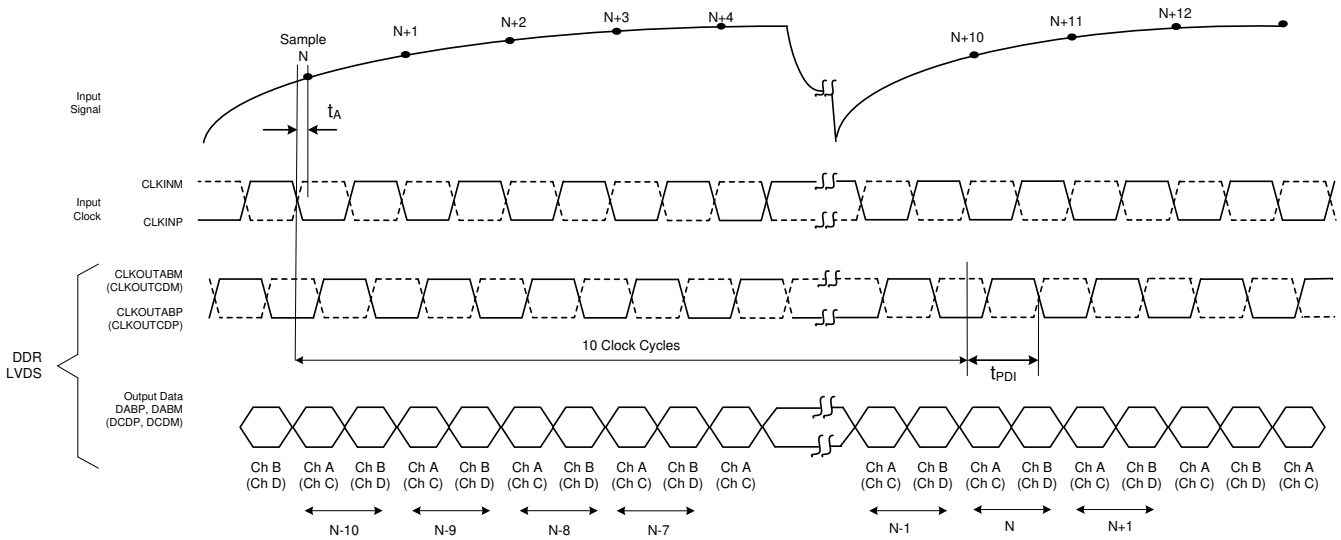 N+1
N+2
N+3
N+4
N+10
N+11
N+12
Sample
N
tA
Input
Signal
CLKINM
Input
Clock
CLKINP
CLKOUTABM
(CLKOUTCDM)
CLKOUTABP
(CLKOUTCDP)
10 Clock Cycles
tPDI
DDR
LVDS
Output Data
DABP, DABM
(DCDP, DCDM)
Ch B Ch A Ch B Ch A Ch B Ch A Ch B Ch A Ch B Ch A Ch A Ch B Ch A Ch B Ch A Ch B Ch A Ch B Ch A
(Ch D) (Ch C) (Ch D) (Ch C) (Ch D) (Ch C) (Ch D) (Ch C) (Ch D) (Ch C) (Ch C) (Ch D) (Ch C) (Ch D) (Ch C) (Ch D) (Ch C) (Ch D) (Ch C)
N-10 N-9 N-8 N-7 N-1 N N+1